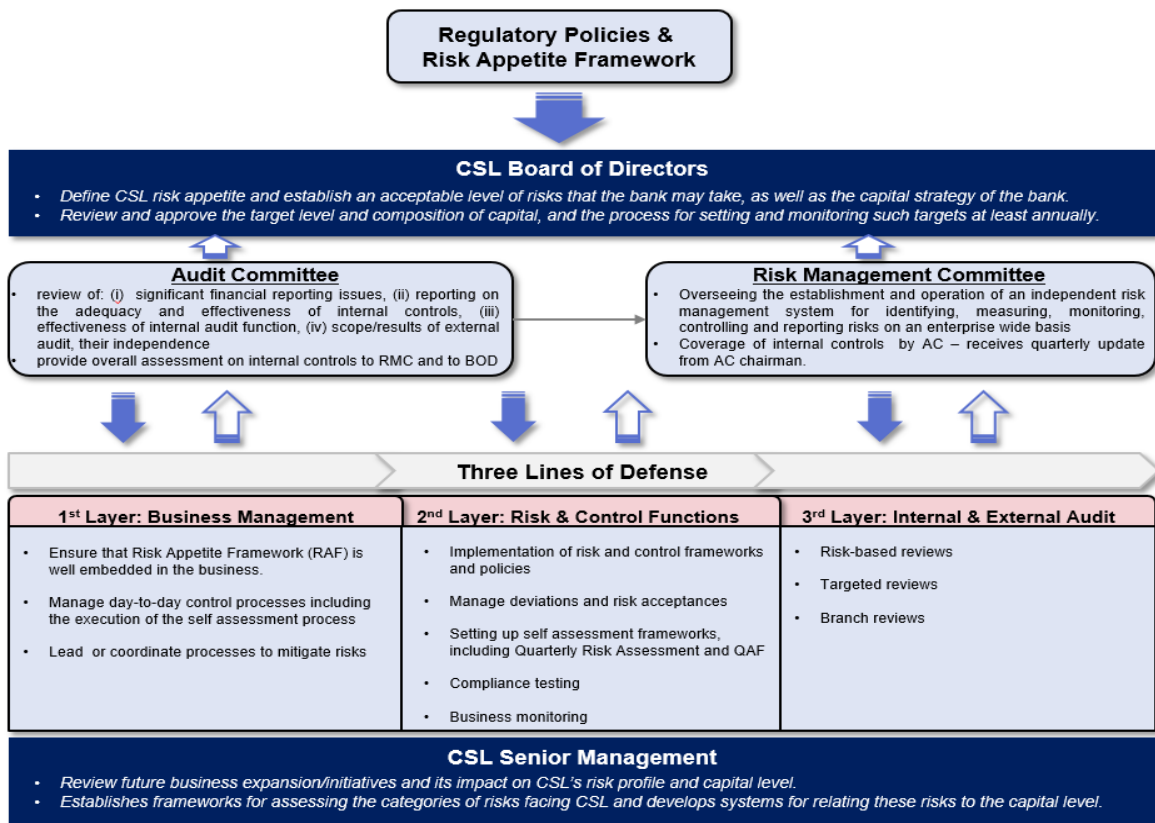 Regulatory Policies &
Risk Appetite Framework
CSL Board of Directors
• Define CSL risk appetite and establish an acceptable level of risks that the bank may take, as well as the capital strategy of the bank.
• Review and approve the target level and composition of capital, and the process for setting and monitoring such targets at least annually.
Audit Committee
• review of: (i) significant financial reporting issues, (ii) reporting on
the adequacy and effectiveness of internal controls, (iii)
effectiveness of internal audit function, (iv) scope/results of external
audit, their independence
• provide overall assessment on internal controls to RMC and to BOD
Risk Management Committee
• Overseeing the establishment and operation of an independent risk
management system for identifying, measuring, monitoring,
controlling and reporting risks on an enterprise wide basis
• Coverage of internal controls by AC – receives quarterly update
from AC chairman.
Three Lines of Defense
1st Layer: Business Management
• Ensure that Risk Appetite Framework (RAF) is
well embedded in the business.
• Manage day-to-day control processes including
the execution of the self assessment process
• Lead or coordinate processes to mitigate risks
2nd Layer: Risk & Control Functions
• Implementation of risk and control frameworks
and policies
• Manage deviations and risk acceptances
• Setting up self assessment frameworks,
including Quarterly Risk Assessment and QAF
• Compliance testing
• Business monitoring
3rd Layer: Internal & External Audit
• Risk-based reviews
• Targeted reviews
• Branch reviews
CSL Senior Management
• Review future business expansion/initiatives and its impact on CSL's risk profile and capital level.
• Establishes frameworks for assessing the categories of risks facing CSL and develops systems for relating these risks to the capital level.